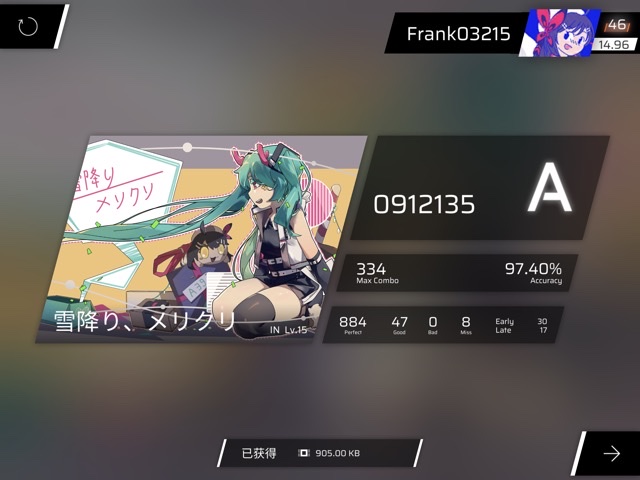 Frank03215
46
14.96
雪降り
メリクリ
0912135
A
334
Max Combo
97.40%
Accuracy
884
Perfect
47
Good
0
Bad
8
Miss
Early 30
Late 17
雪降り、メリクリ
IN Lv.15
已获得 905.00 KB